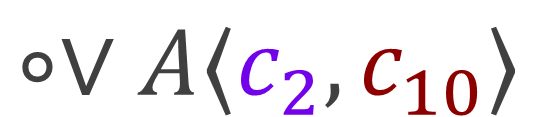 ∘∨ A⟨c₂, c₁₀⟩